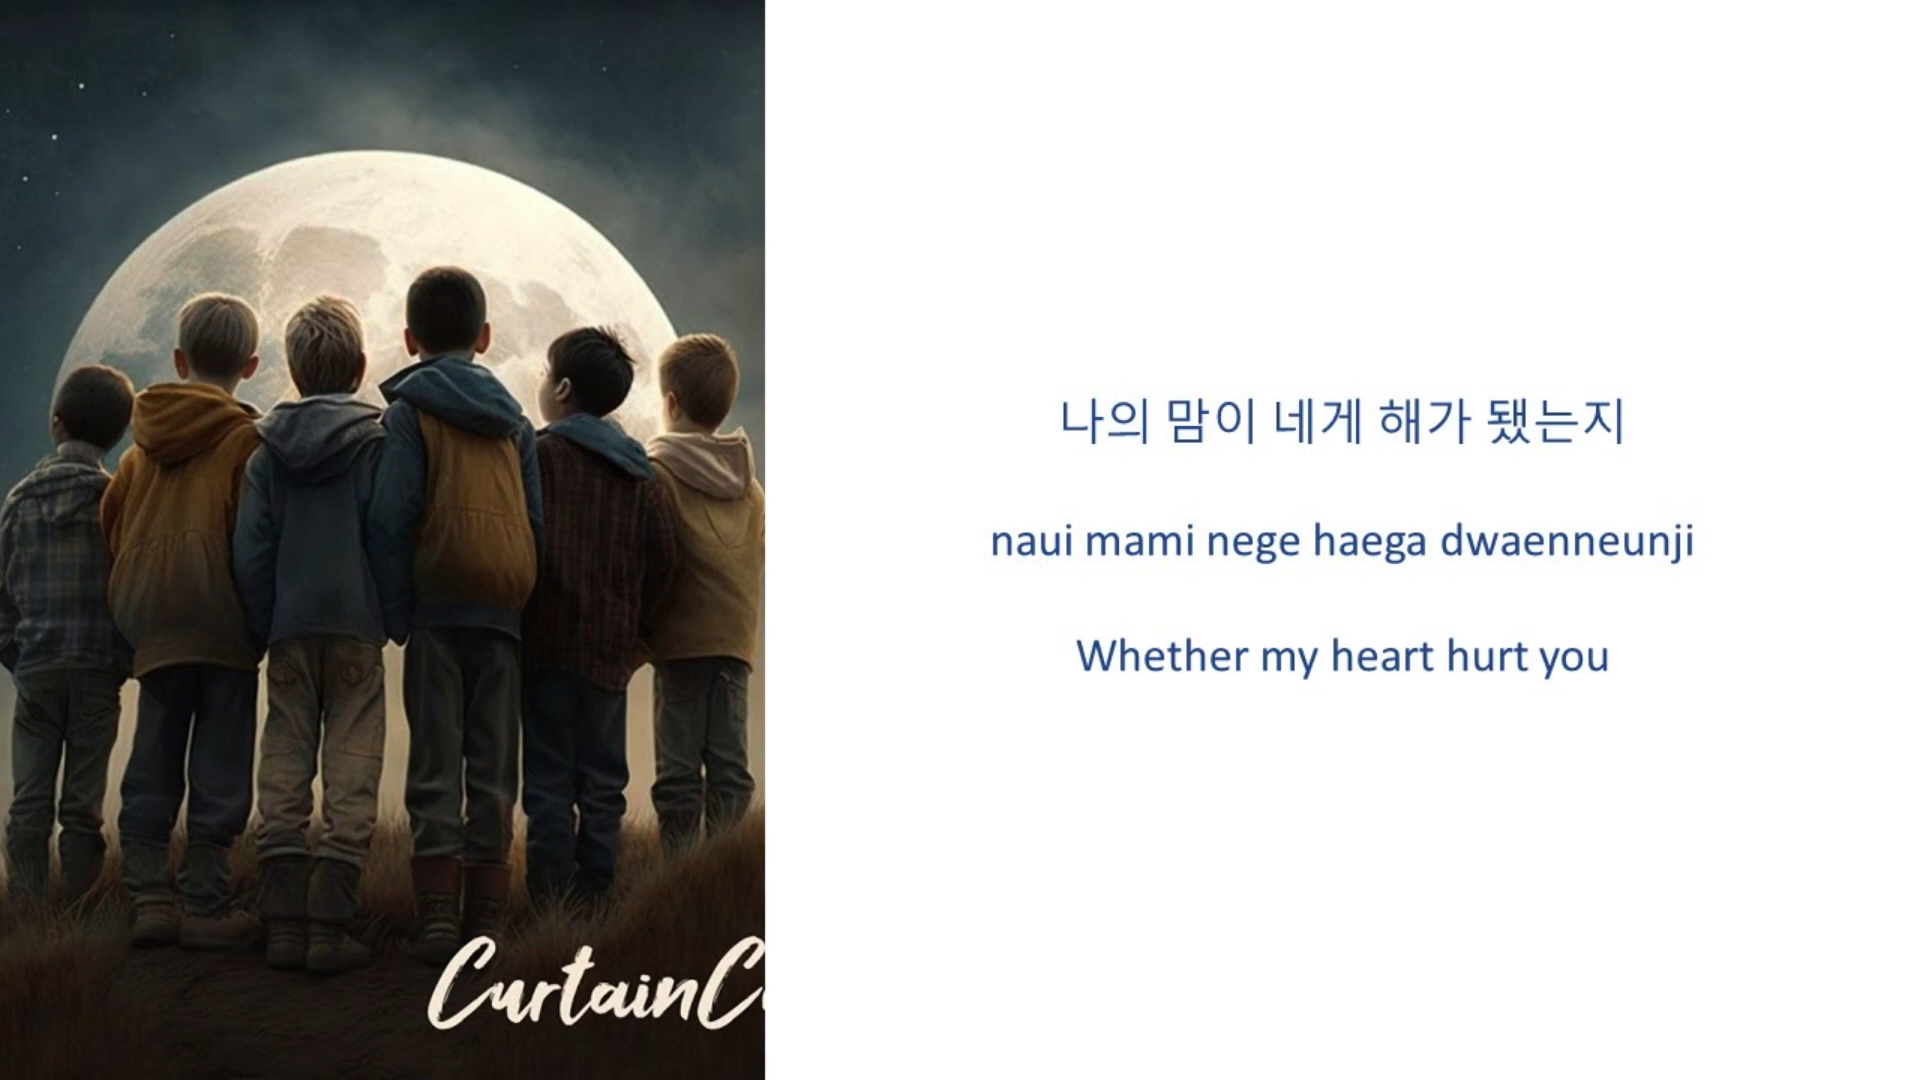 나의 맘이 네게 해가 됐는지
naui mami nege haega dwaenneunji
Whether my heart hurt you